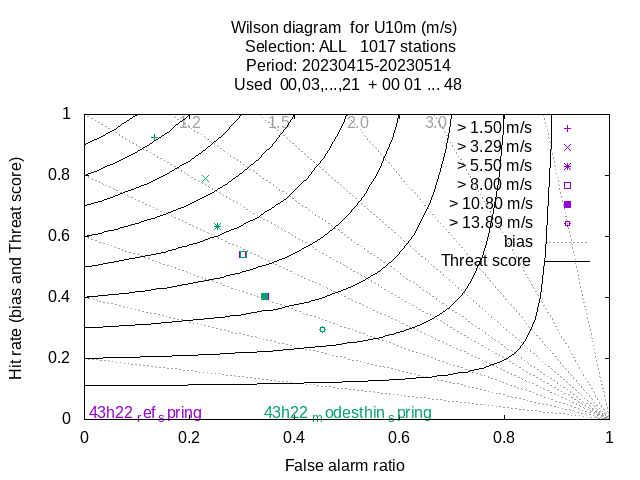 Wilson diagram  for U10m (m/s)
Selection: ALL   1017 stations
Period: 20230415-20230514
Used  00,03,...,21  + 00 01 ... 48
Hit rate (bias and Threat score)
1
0.8
0.6
0.4
0.2
0
1.2
1.5
2.0
3.0
> 1.50 m/s
> 3.29 m/s
> 5.50 m/s
> 8.00 m/s
> 10.80 m/s
> 13.89 m/s
bias
Threat score
43h22 ref spring
43h22 modesthin spring
0
0.2
0.4
0.6
0.8
1
False alarm ratio